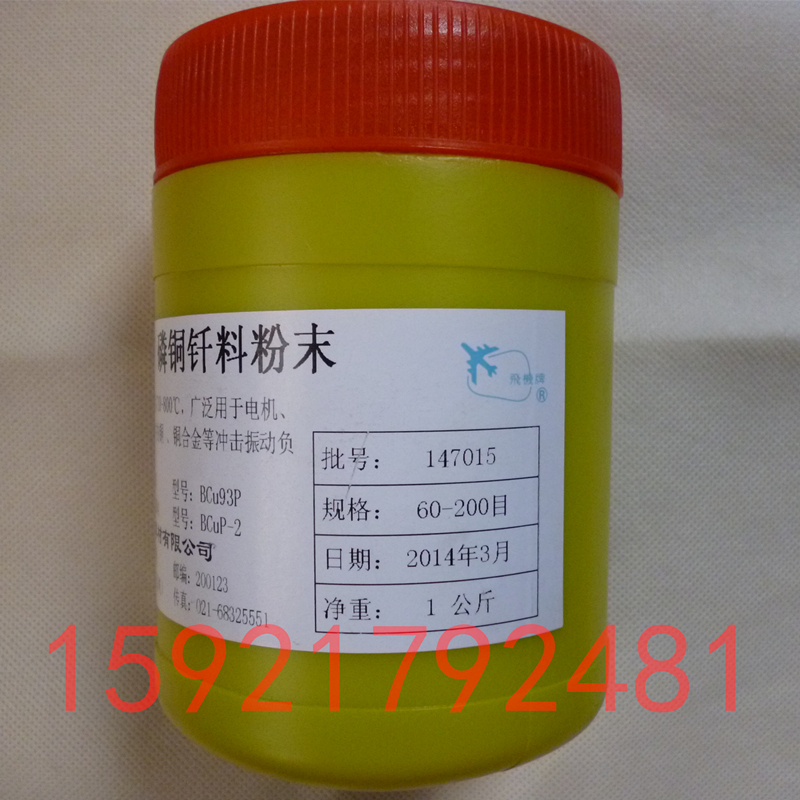 磷铜钎料粉末
飛機牌
®
800℃，广泛用于电机、
铜合金等冲击振动负
型号：BCu93P
型号：BCuP-2
有限公司
邮编：200123
传真：021-68325551
批号： 147015
规格： 60-200目
日期： 2014年3月
净重： 1 公斤
15921792481